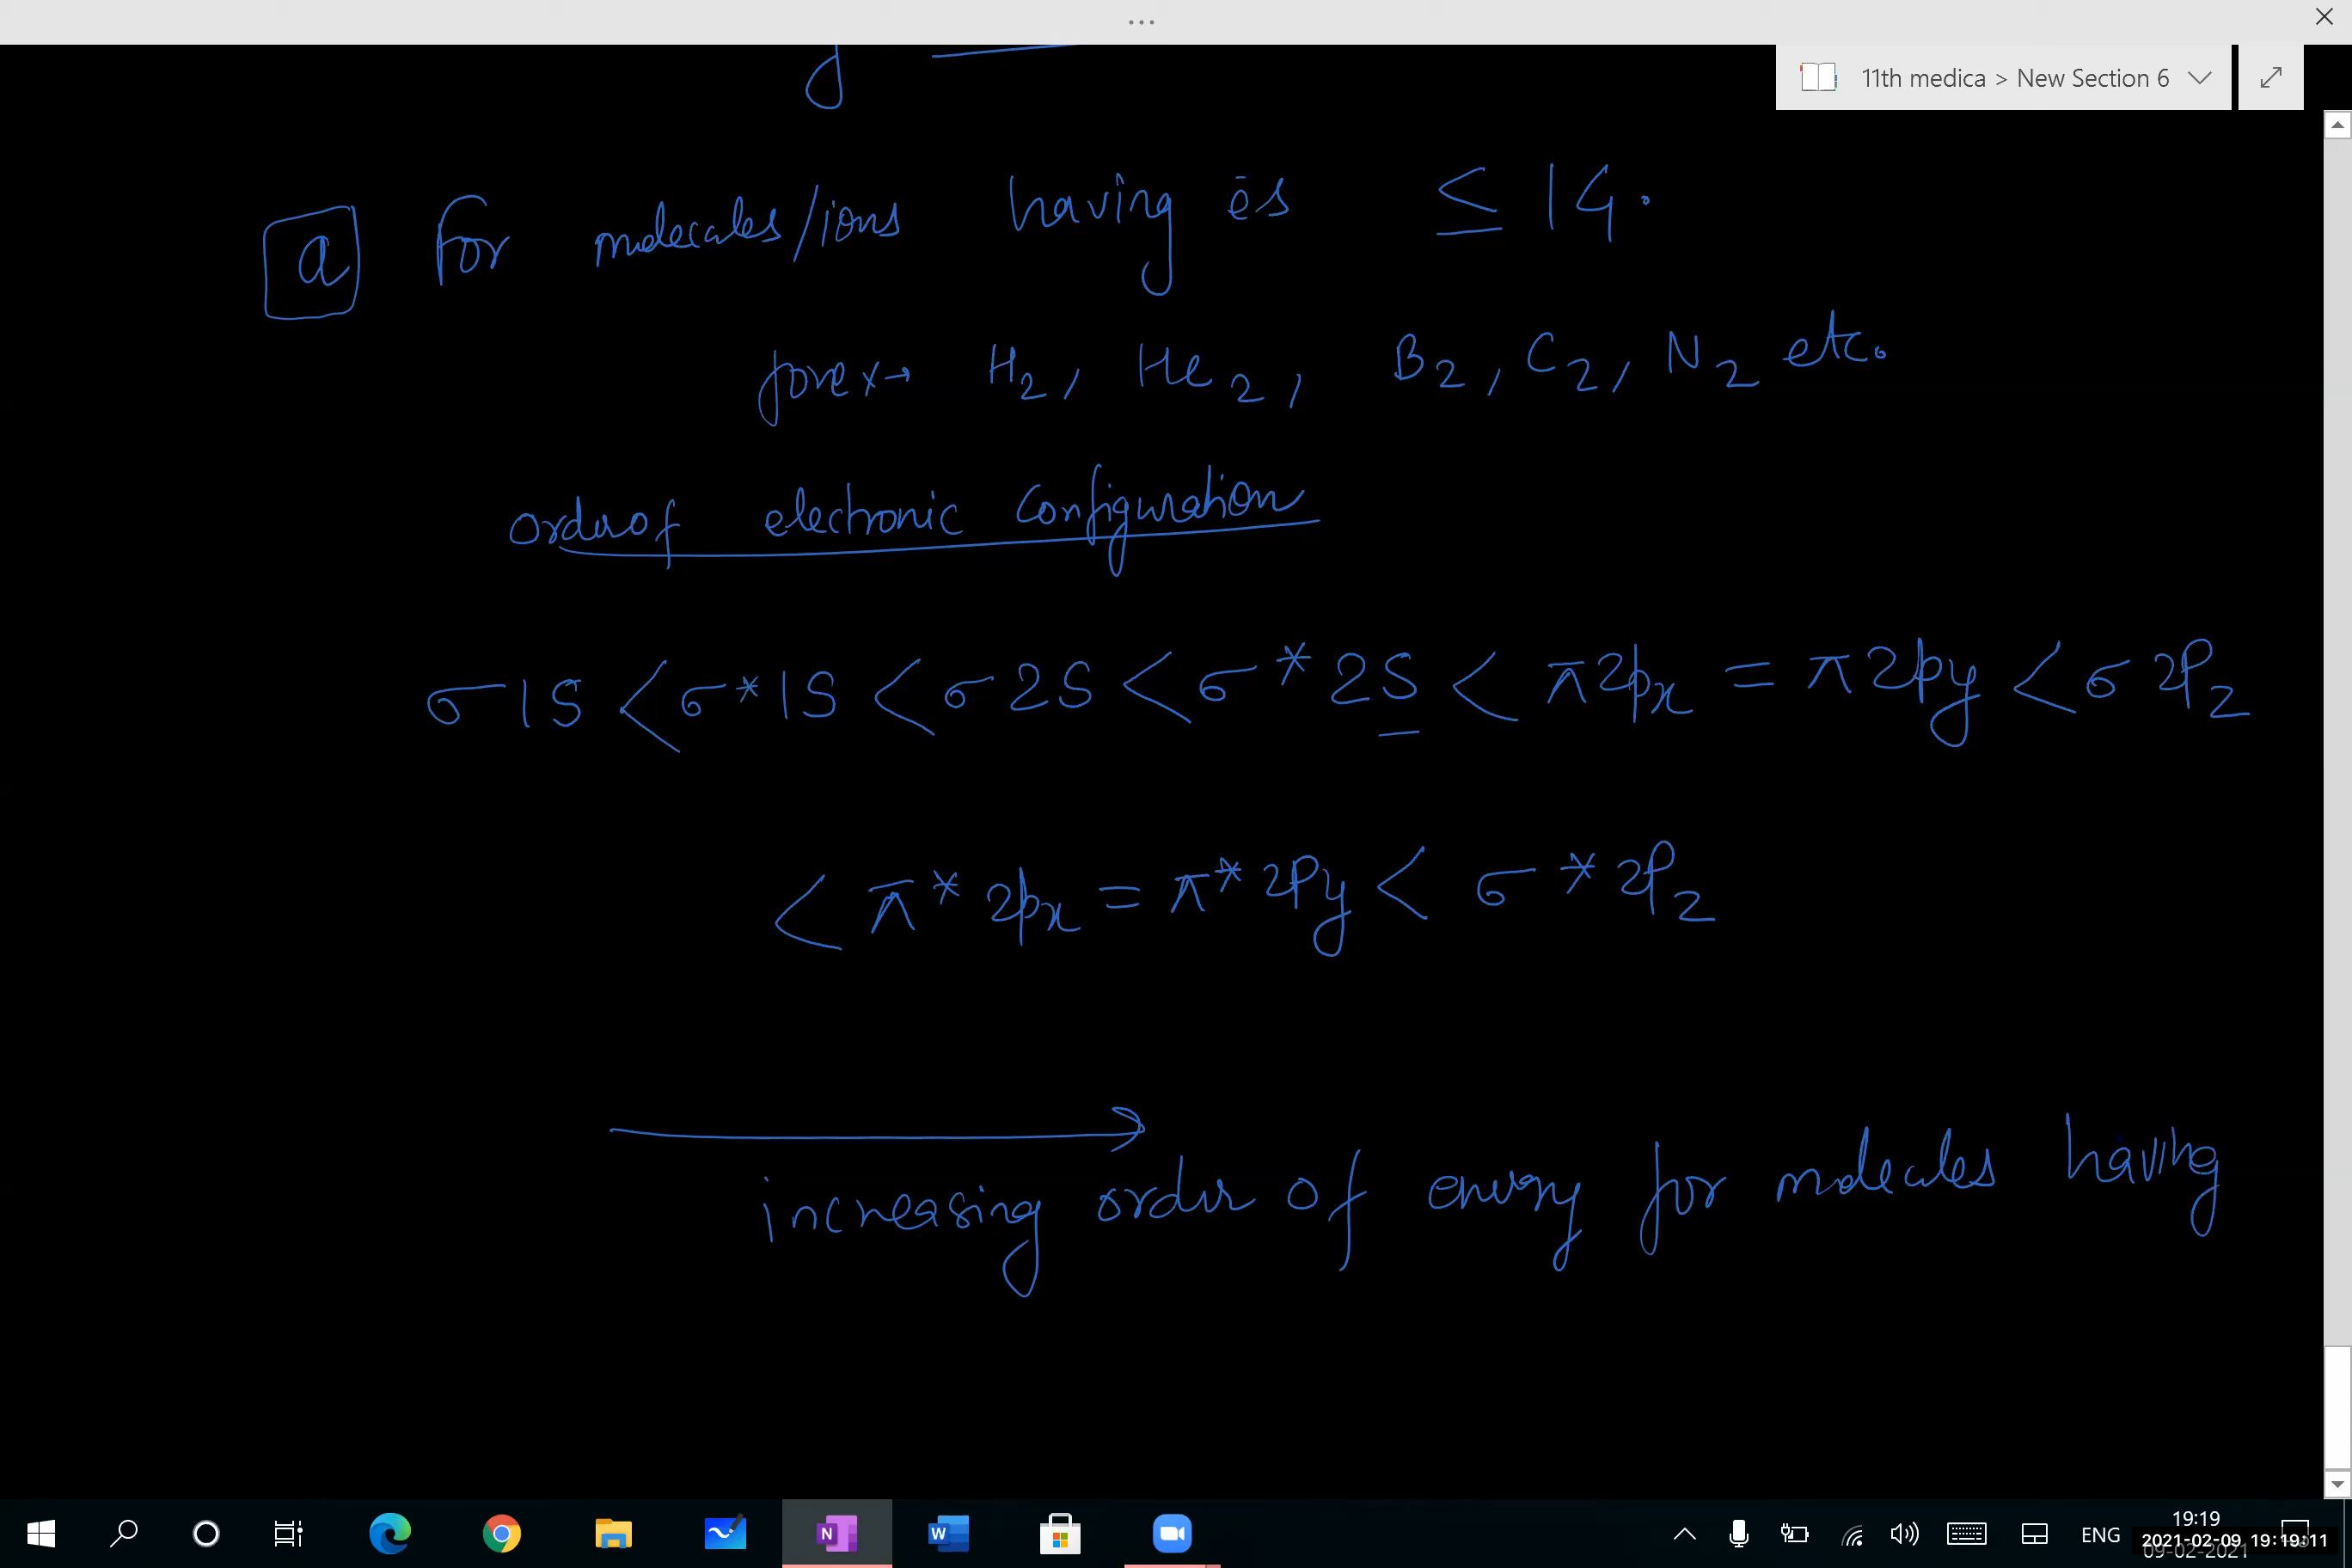 ...
11th medica > New Section 6
a For molecules/ions having es ≤ 14.
forex→ H2, He2, B2, C2, N2 etc.
order of electronic configuration
σ1S < σ*1S < σ2S < σ*2S < π2px = π2py < σ2Pz
< π*2px = π*2Py < σ*2Pz
increasing order of energy for molecules having
ENG
19:19
09-02-2021
2021-02-09 19:19:11